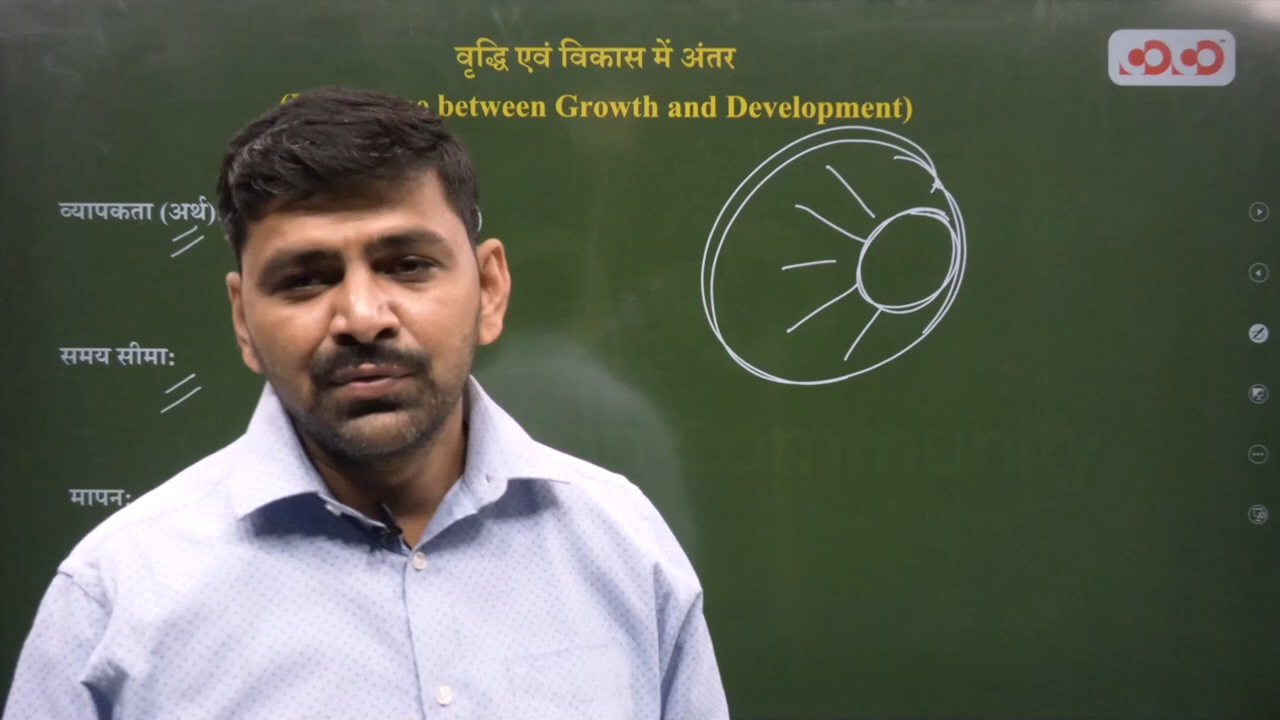 वृद्धि एवं विकास में अंतर
between Growth and Development)
व्यापकता (अर्थ)
समय सीमा:
मापन: